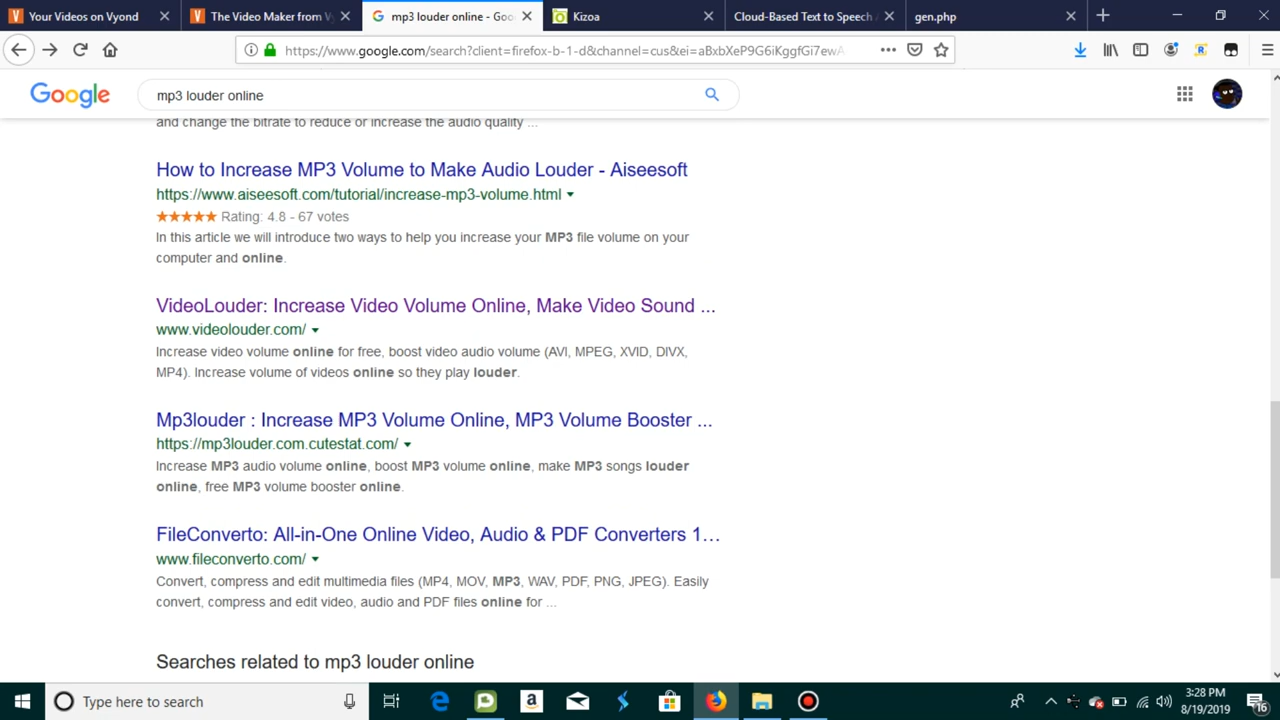 Your Videos on Vyond
The Video Maker from V
mp3 louder online - Goo
Kizoa
Cloud-Based Text to Speech
gen.php
https://www.google.com/search?client=firefox-b-1-d&channel=cus&ei=aBxbXeP9G6iKggfGi7ewA
Google
mp3 louder online
and change the bitrate to reduce or increase the audio quality ...
How to Increase MP3 Volume to Make Audio Louder - Aiseesoft
https://www.aiseesoft.com/tutorial/increase-mp3-volume.html
Rating: 4.8 - 67 votes
In this article we will introduce two ways to help you increase your MP3 file volume on your
computer and online.
VideoLouder: Increase Video Volume Online, Make Video Sound ...
www.videolouder.com/
Increase video volume online for free, boost video audio volume (AVI, MPEG, XVID, DIVX,
MP4). Increase volume of videos online so they play louder.
Mp3louder : Increase MP3 Volume Online, MP3 Volume Booster ...
https://mp3louder.com.cutestat.com/
Increase MP3 audio volume online, boost MP3 volume online, make MP3 songs louder
online, free MP3 volume booster online.
FileConverto: All-in-One Online Video, Audio & PDF Converters 1...
www.fileconverto.com/
Convert, compress and edit multimedia files (MP4, MOV, MP3, WAV, PDF, PNG, JPEG). Easily
convert, compress and edit video, audio and PDF files online for ...
Searches related to mp3 louder online
Type here to search
3:28 PM
8/19/2019
16